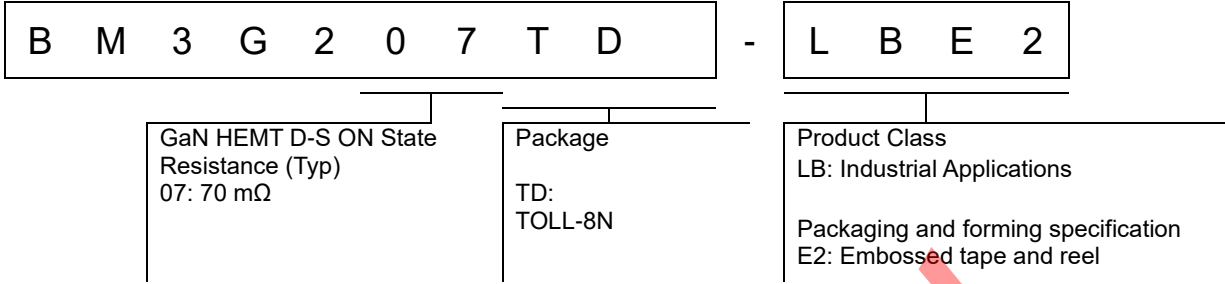 B M 3 G 2 0 7 T D - L B E 2
GaN HEMT D-S ON State
Resistance (Typ)
07: 70 mΩ
Package
TD:
TOLL-8N
Product Class
LB: Industrial Applications
Packaging and forming specification
E2: Embossed tape and reel